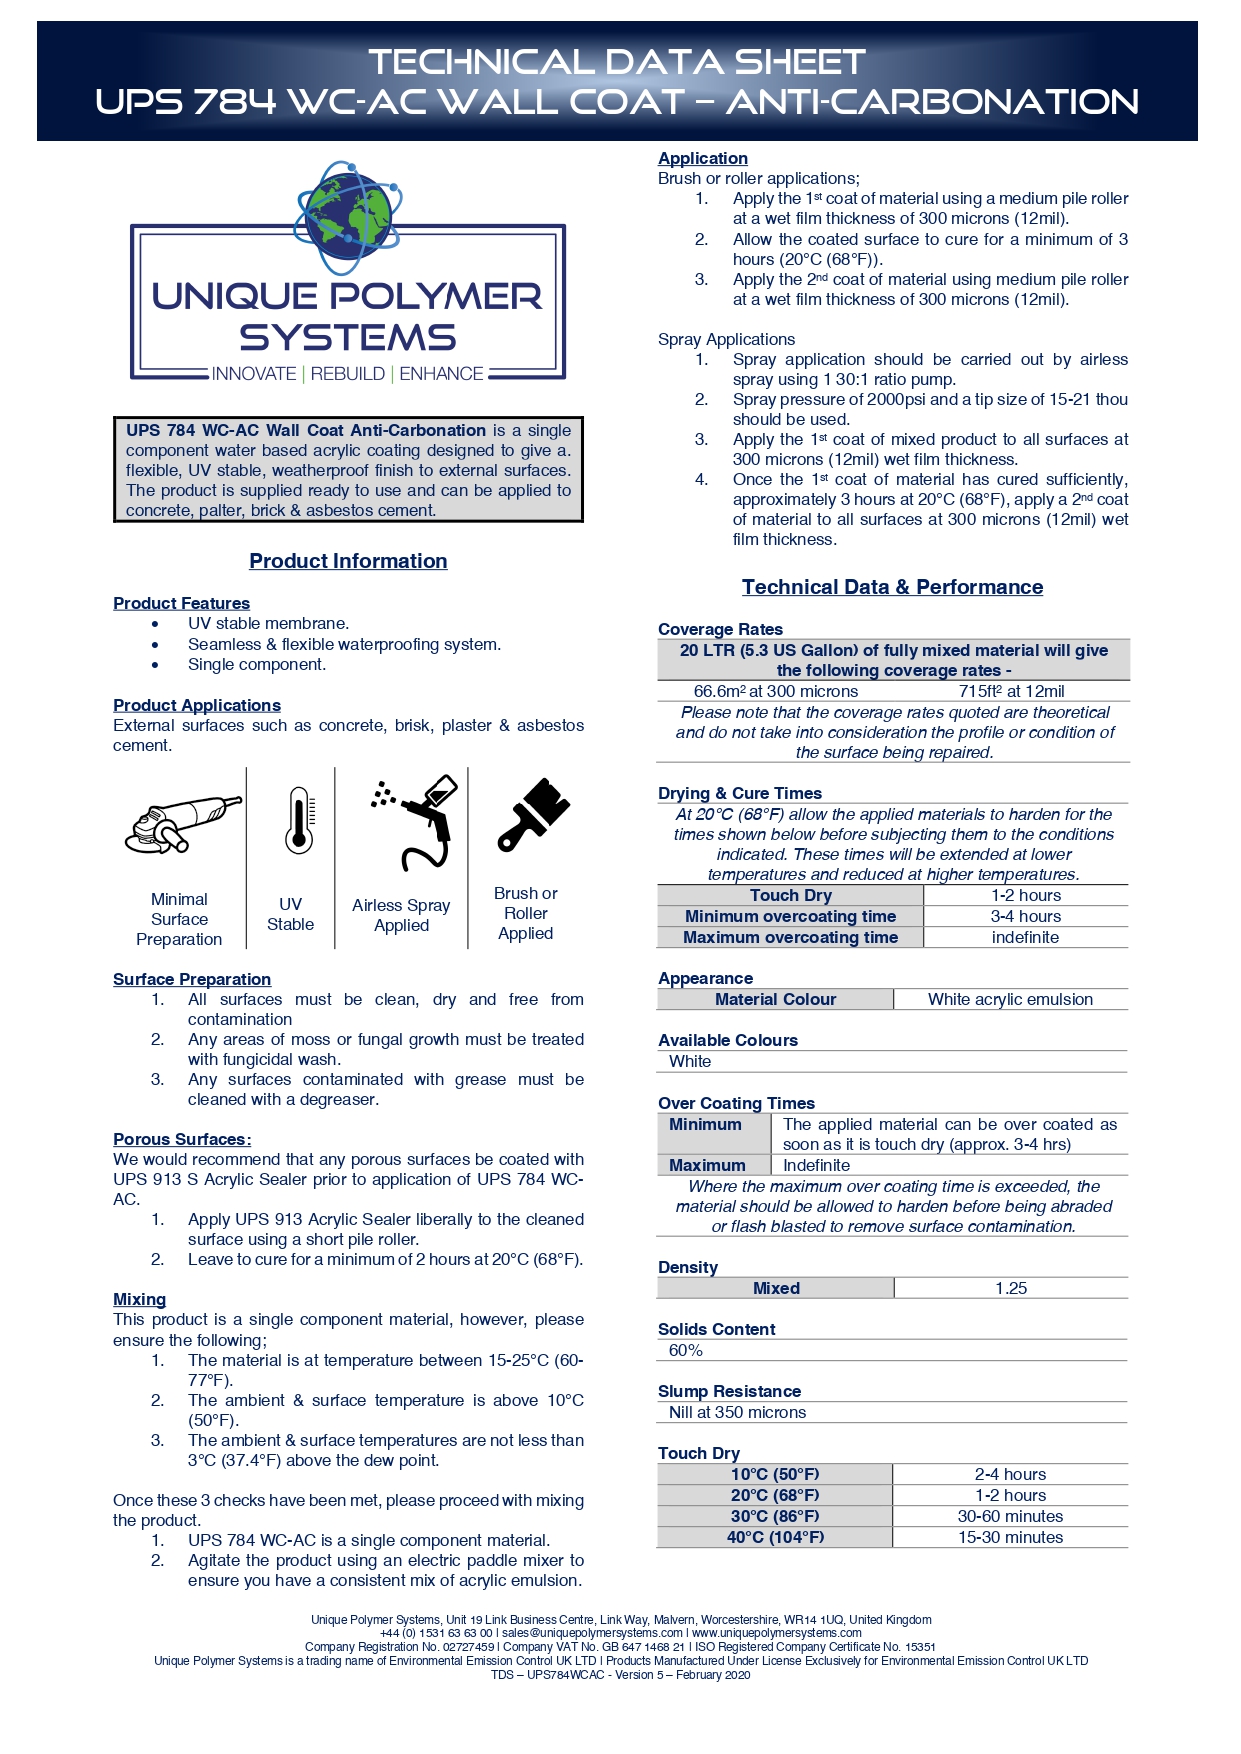 TECHNICAL DATA SHEET
UPS 784 WC-AC WALL COAT – ANTI-CARBONATION
UNIQUE POLYMER
SYSTEMS
INNOVATE | REBUILD | ENHANCE
UPS 784 WC-AC Wall Coat Anti-Carbonation is a single
component water based acrylic coating designed to give a.
flexible, UV stable, weatherproof finish to external surfaces.
The product is supplied ready to use and can be applied to
concrete, palter, brick & asbestos cement.
Product Information
Product Features
• UV stable membrane.
• Seamless & flexible waterproofing system.
• Single component.
Product Applications
External surfaces such as concrete, brisk, plaster & asbestos
cement.
Minimal
Surface
Preparation
UV
Stable
Airless Spray
Applied
Brush or
Roller
Applied
Surface Preparation
1. All surfaces must be clean, dry and free from
contamination
2. Any areas of moss or fungal growth must be treated
with fungicidal wash.
3. Any surfaces contaminated with grease must be
cleaned with a degreaser.
Porous Surfaces:
We would recommend that any porous surfaces be coated with
UPS 913 S Acrylic Sealer prior to application of UPS 784 WC-
AC.
1. Apply UPS 913 Acrylic Sealer liberally to the cleaned
surface using a short pile roller.
2. Leave to cure for a minimum of 2 hours at 20°C (68°F).
Mixing
This product is a single component material, however, please
ensure the following;
1. The material is at temperature between 15-25°C (60-
77°F).
2. The ambient & surface temperature is above 10°C
(50°F).
3. The ambient & surface temperatures are not less than
3°C (37.4°F) above the dew point.
Once these 3 checks have been met, please proceed with mixing
the product.
1. UPS 784 WC-AC is a single component material.
2. Agitate the product using an electric paddle mixer to
ensure you have a consistent mix of acrylic emulsion.
Application
Brush or roller applications;
1. Apply the 1st coat of material using a medium pile roller
at a wet film thickness of 300 microns (12mil).
2. Allow the coated surface to cure for a minimum of 3
hours (20°C (68°F)).
3. Apply the 2nd coat of material using medium pile roller
at a wet film thickness of 300 microns (12mil).
Spray Applications
1. Spray application should be carried out by airless
spray using 1 30:1 ratio pump.
2. Spray pressure of 2000psi and a tip size of 15-21 thou
should be used.
3. Apply the 1st coat of mixed product to all surfaces at
300 microns (12mil) wet film thickness.
4. Once the 1st coat of material has cured sufficiently,
approximately 3 hours at 20°C (68°F), apply a 2nd coat
of material to all surfaces at 300 microns (12mil) wet
film thickness.
Technical Data & Performance
Coverage Rates
20 LTR (5.3 US Gallon) of fully mixed material will give
the following coverage rates -
66.6m² at 300 microns 715ft² at 12mil
Please note that the coverage rates quoted are theoretical
and do not take into consideration the profile or condition of
the surface being repaired.
Drying & Cure Times
At 20°C (68°F) allow the applied materials to harden for the
times shown below before subjecting them to the conditions
indicated. These times will be extended at lower
temperatures and reduced at higher temperatures.
Touch Dry 1-2 hours
Minimum overcoating time 3-4 hours
Maximum overcoating time indefinite
Appearance
Material Colour White acrylic emulsion
Available Colours
White
Over Coating Times
Minimum The applied material can be over coated as
soon as it is touch dry (approx. 3-4 hrs)
Maximum Indefinite
Where the maximum over coating time is exceeded, the
material should be allowed to harden before being abraded
or flash blasted to remove surface contamination.
Density
Mixed 1.25
Solids Content
60%
Slump Resistance
Nill at 350 microns
Touch Dry
10°C (50°F) 2-4 hours
20°C (68°F) 1-2 hours
30°C (86°F) 30-60 minutes
40°C (104°F) 15-30 minutes
Unique Polymer Systems, Unit 19 Link Business Centre, Link Way, Malvern, Worcestershire, WR14 1UQ, United Kingdom
+44 (0) 1531 63 63 00 | sales@uniquepolymersystems.com | www.uniquepolymersystems.com
Company Registration No. 02727459 | Company VAT No. GB 647 1468 21 | ISO Registered Company Certificate No. 15351
Unique Polymer Systems is a trading name of Environmental Emission Control UK LTD | Products Manufactured Under License Exclusively for Environmental Emission Control UK LTD
TDS – UPS784WCAC - Version 5 – February 2020